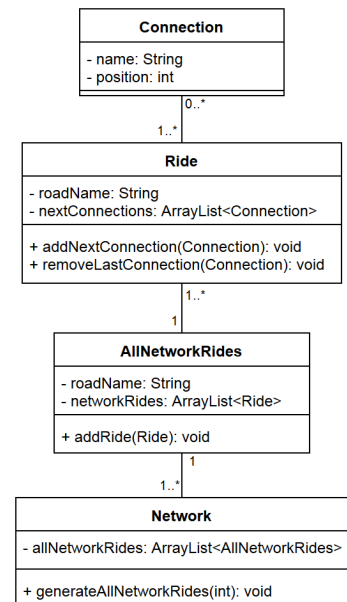 Connection
- name: String
- position: int
0..*
1..*
Ride
- roadName: String
- nextConnections: ArrayList<Connection>
+ addNextConnection(Connection): void
+ removeLastConnection(Connection): void
1..*
1
AllNetworkRides
- roadName: String
- networkRides: ArrayList<Ride>
+ addRide(Ride): void
1
1..*
Network
- allNetworkRides: ArrayList<AllNetworkRides>
+ generateAllNetworkRides(int): void